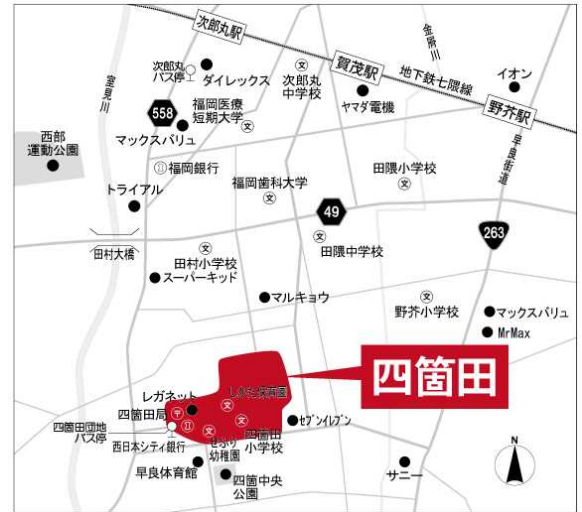 次郎丸駅
次郎丸
バス停
ダイレックス
次郎丸
中学校
賀茂駅
金屑川
地下鉄七隈線
イオン
ヤマダ電機
野芥駅
室見川
558
福岡医療
短期大学
マックスバリュ
早良街道
西部
運動公園
福岡銀行
田隈小学校
トライアル
福岡歯科大学
49
263
田村大橋
田村小学校
田隈中学校
スーパーキッド
マルキョウ
野芥小学校
マックスバリュ
MrMax
四箇田
しかた保育園
レガネット
四箇田局
四箇田団地
バス停
西日本シティ銀行
せふり
幼稚園
四箇田
小学校
セブンイレブン
早良体育館
四箇中央
公園
サニー
N